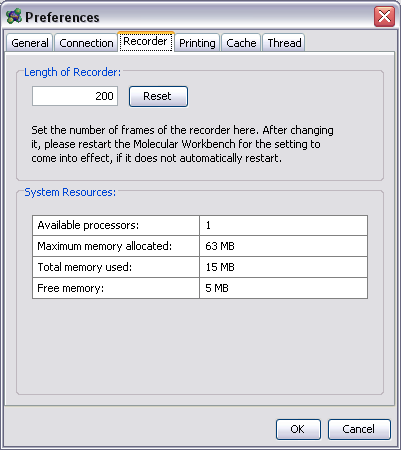 Preferences
General Connection Recorder Printing Cache Thread
Length of Recorder:
200 Reset
Set the number of frames of the recorder here. After changing
it, please restart the Molecular Workbench for the setting to
come into effect, if it does not automatically restart.
System Resources:
Available processors: 1
Maximum memory allocated: 63 MB
Total memory used: 15 MB
Free memory: 5 MB
OK Cancel